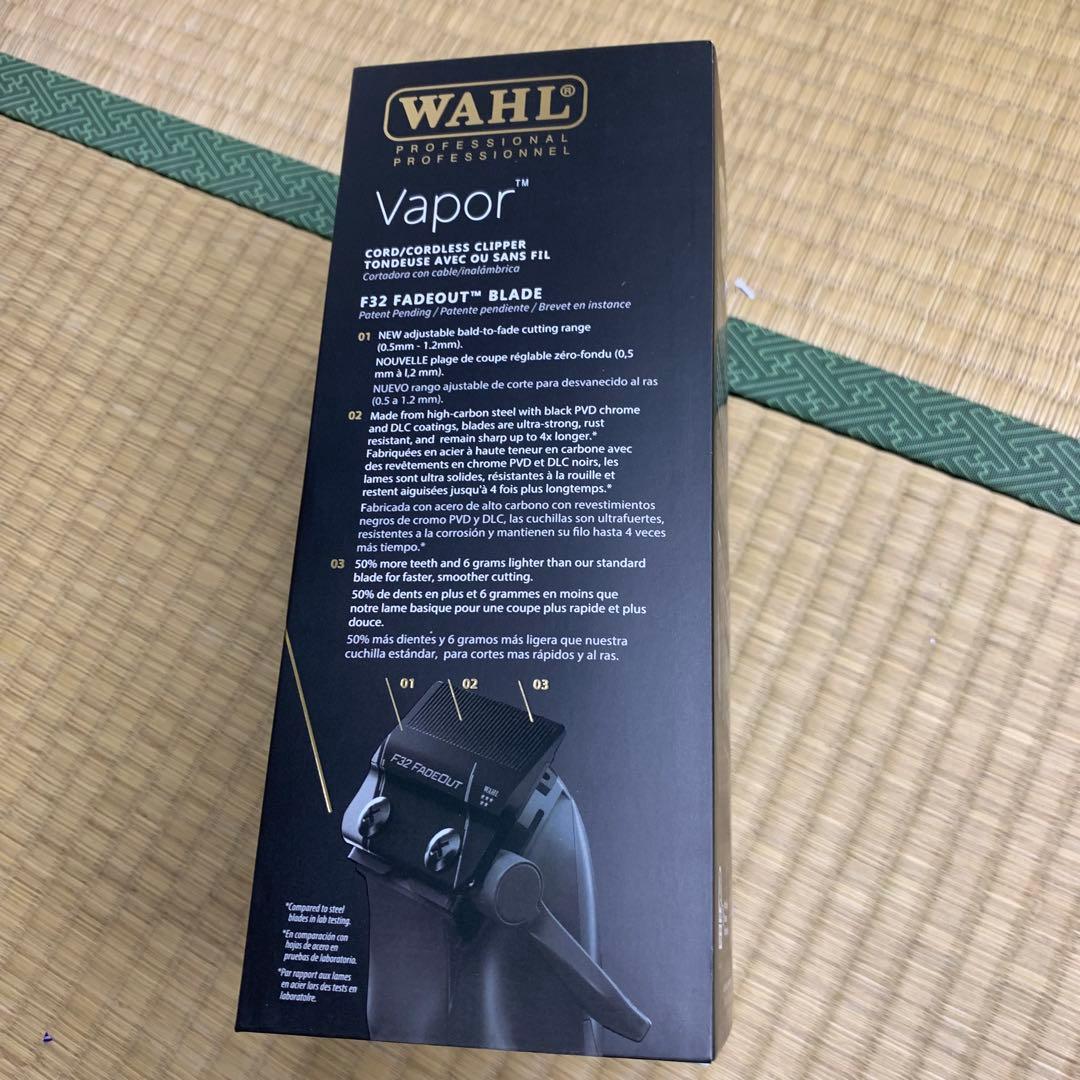 WAHL®
PROFESSIONAL
PROFESSIONNEL
Vapor™
CORD/CORDLESS CLIPPER
TONDEUSE AVEC OU SANS FIL
Cortadora con cable/inalámbrica
F32 FADEOUT™ BLADE
Patent Pending / Patente pendiente / Brevet en instance
01 NEW adjustable bald-to-fade cutting range
(0.5mm - 1.2mm).
NOUVELLE plage de coupe réglable zéro-fondu (0,5
mm à 1,2 mm).
NUEVO rango ajustable de corte para desvanecido al ras
(0.5 a 1.2 mm).
02 Made from high-carbon steel with black PVD chrome
and DLC coatings, blades are ultra-strong, rust
resistant, and remain sharp up to 4x longer.*
Fabriquées en acier à haute teneur en carbone avec
des revêtements en chrome PVD et DLC noirs, les
lames sont ultra solides, résistantes à la rouille et
restent aiguisées jusqu'à 4 fois plus longtemps.*
Fabricada con acero de alto carbono con revestimientos
negros de cromo PVD y DLC, las cuchillas son ultrafuertes,
resistentes a la corrosión y mantienen su filo hasta 4 veces
más tiempo.*
03 50% more teeth and 6 grams lighter than our standard
blade for faster, smoother cutting.
50% de dents en plus et 6 grammes en moins que
notre lame basique pour une coupe plus rapide et plus
douce.
50% más dientes y 6 gramos más ligera que nuestra
cuchilla estándar, para cortes mas rápidos y al ras.
01 02 03
F32 FADEOUT
WAHL
*Compared to steel
blades in lab testing.
*En comparación con
hojas de acero en
pruebas de laboratorio.
*Par rapport aux lames
en acier lors des tests en
laboratoire.